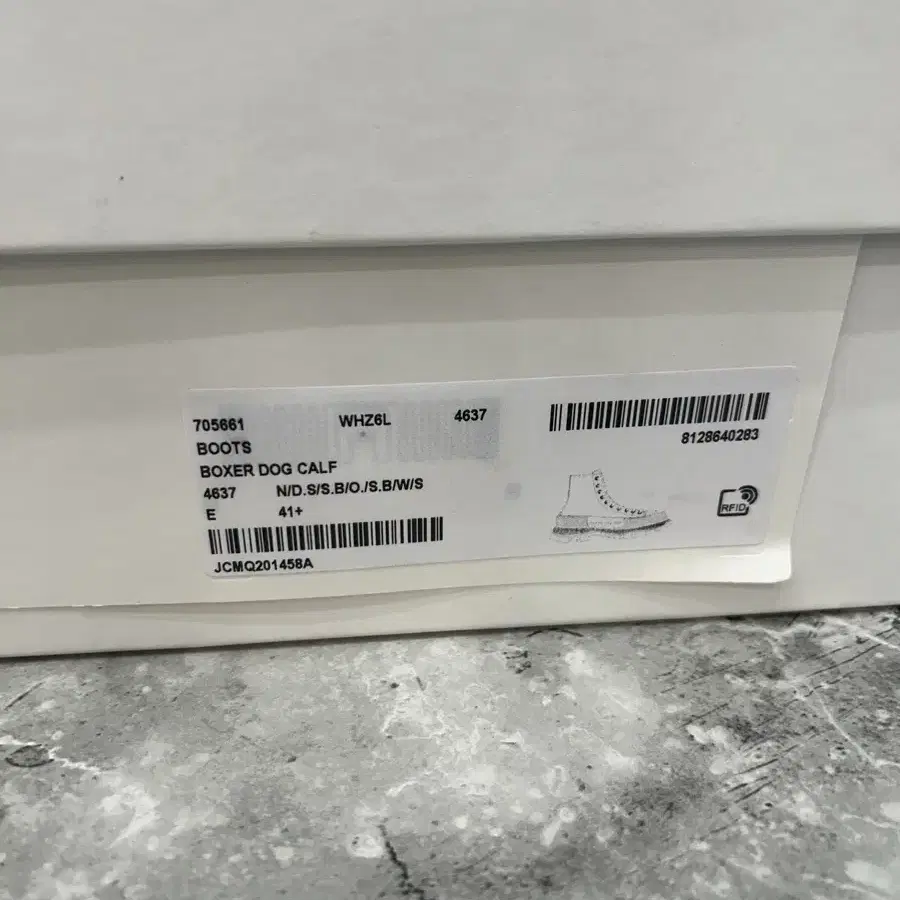 705661 WHZ6L 4637
BOOTS
BOXER DOG CALF
4637 N/D.S/S.B/O./S.B/W/S
E 41+
JCMQ201458A
8128640283
RFID